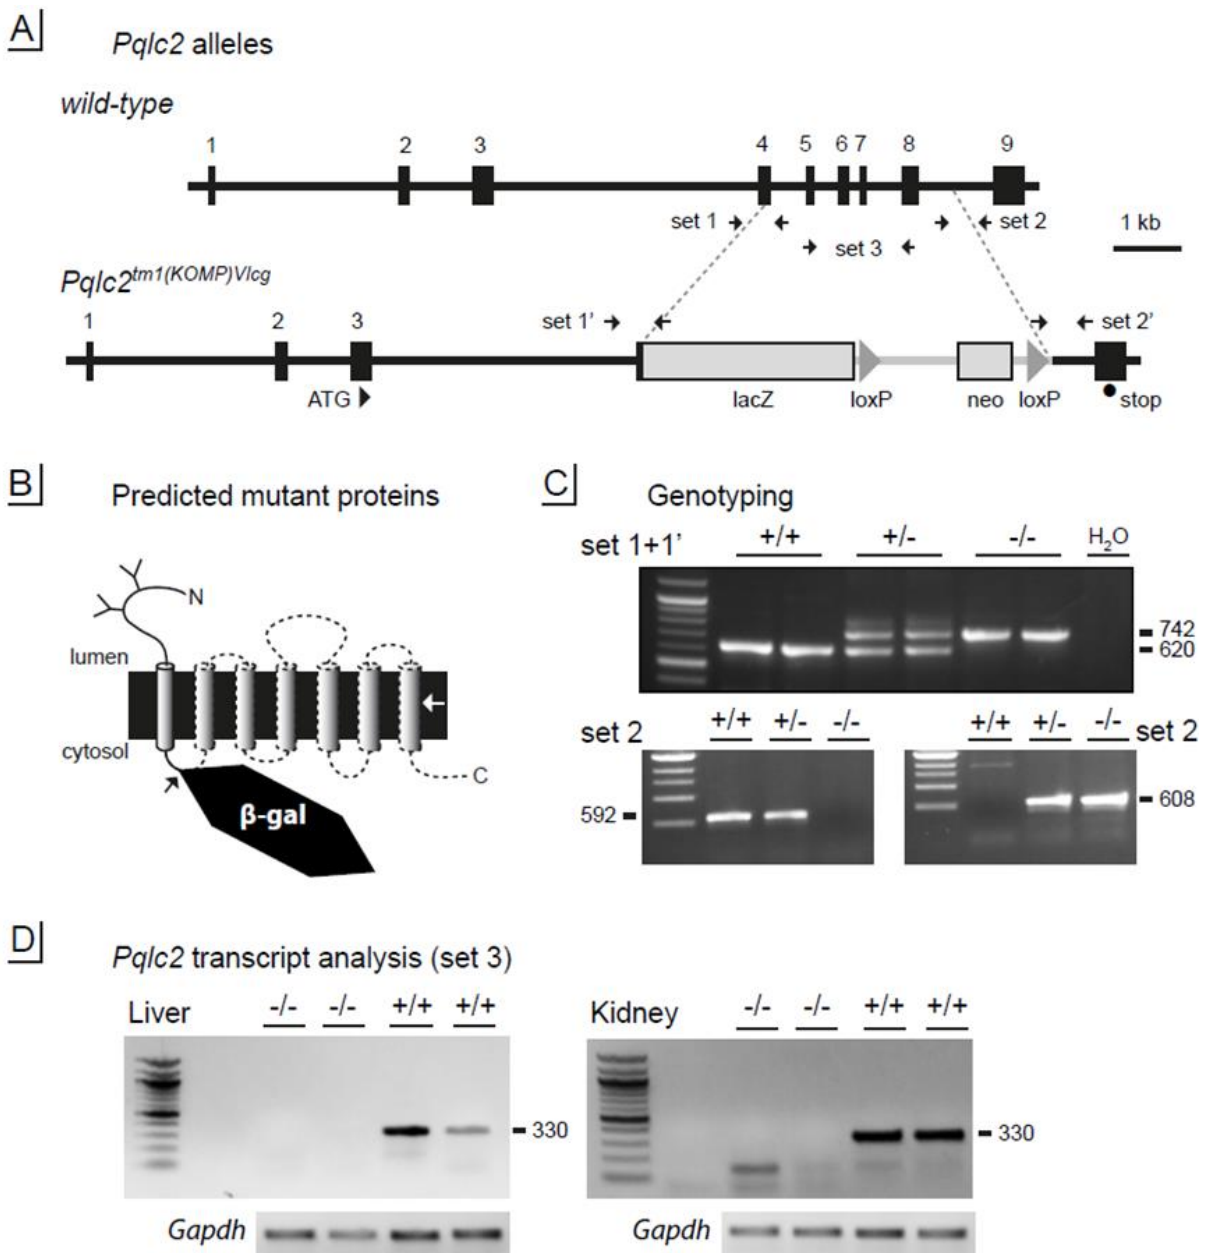 A
Pqlc2 alleles
wild-type
1 2 3 4 5 6 7 8 9
set 1 set 2
set 3
1 kb
Pqlc2tm1(KOMP)Vlcg
1 2 3 set 1' set 2'
ATG lacZ loxP neo loxP stop
B
Predicted mutant proteins
N
lumen
cytosol
C
β-gal
C
Genotyping
set 1+1' +/+ +/- -/- H2O
742
620
set 2 +/+ +/- -/-
592
+/+ +/- -/- set 2
608
D
Pqlc2 transcript analysis (set 3)
Liver -/- -/- +/+ +/+
330
Gapdh
Kidney -/- -/- +/+ +/+
330
Gapdh